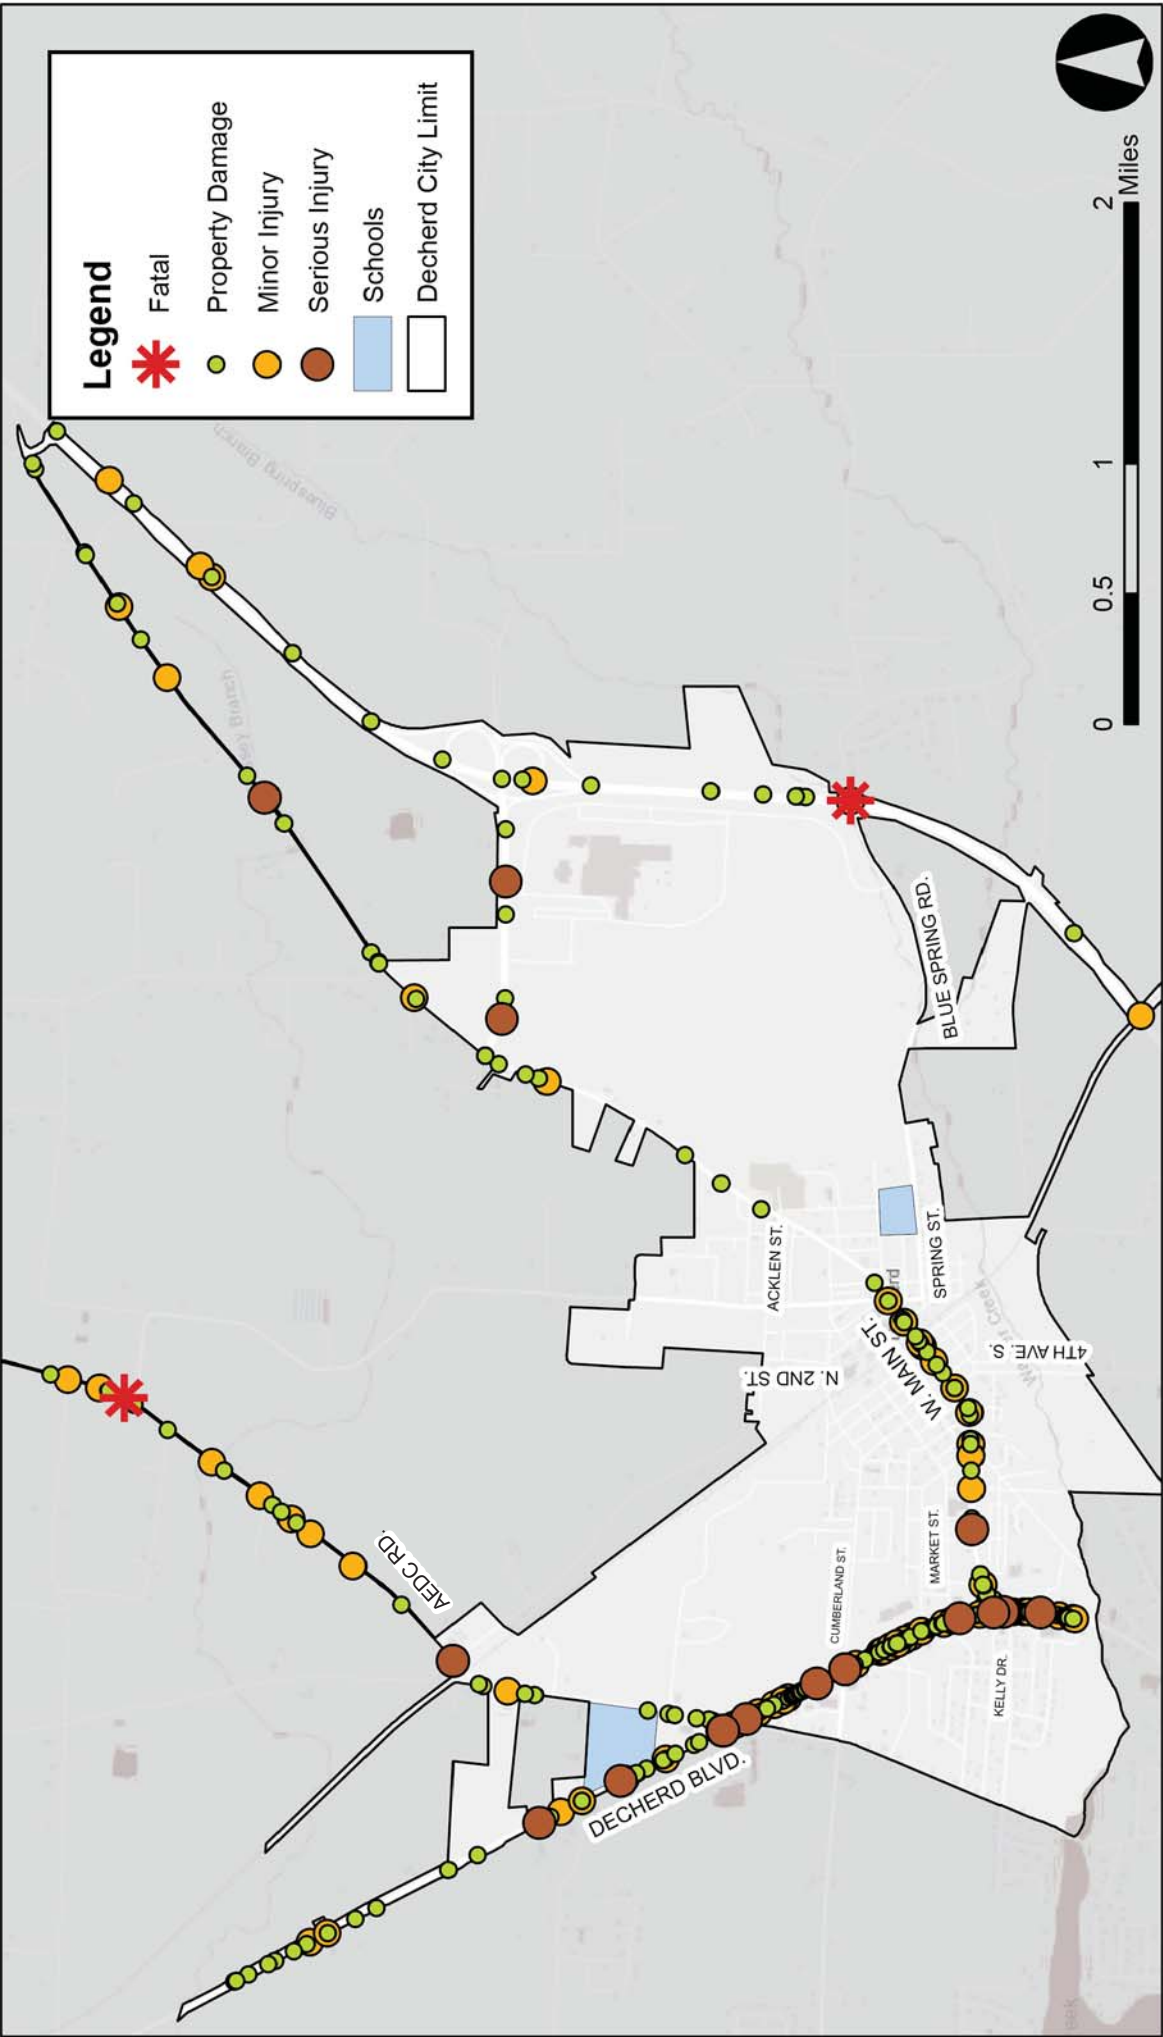 Legend
Fatal
Property Damage
Minor Injury
Serious Injury
Schools
Decherd City Limit
Bluespring Branch
Branch
AEDC RD.
DECHERD BLVD.
ACKLEN ST.
N. 2ND ST.
W. MAIN ST.
SPRING ST.
4TH AVE. S.
BLUE SPRING RD.
CUMBERLAND ST.
MARKET ST.
KELLY DR.
Creek
0
0.5
1
2
Miles